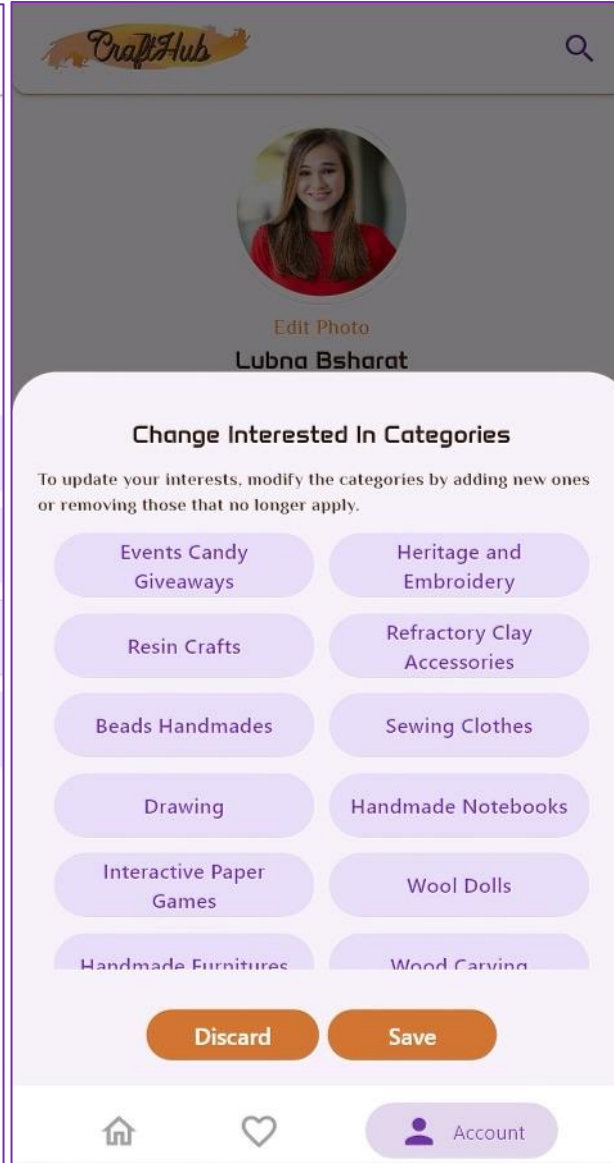 CraftHub
Edit Photo
Lubna Bsharat
Change Interested In Categories
To update your interests, modify the categories by adding new ones
or removing those that no longer apply.
Events Candy
Giveaways
Heritage and
Embroidery
Resin Crafts
Refractory Clay
Accessories
Beads Handmades
Sewing Clothes
Drawing
Handmade Notebooks
Interactive Paper
Games
Wool Dolls
Handmade Furnitures
Wood Carving
Discard
Save
Account